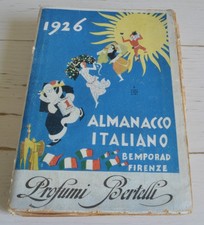 1926
ALMANACCO
ITALIANO
BEMPORAD
FIRENZE
Profumi Bertelli